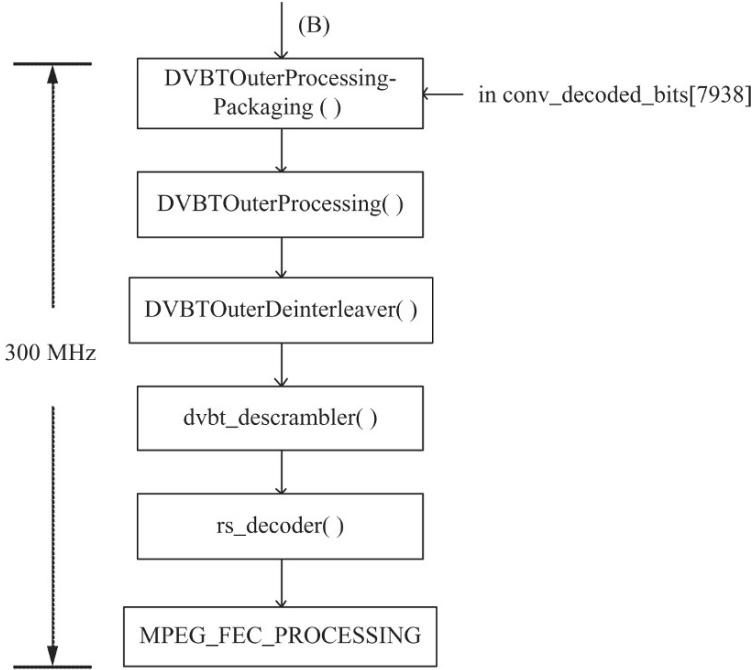 (B)
DVBTOuterProcessing-
Packaging ( )
in conv_decoded_bits[7938]
DVBTOuterProcessing( )
DVBTOuterDeinterleaver( )
300 MHz
dvbt_descrambler( )
rs_decoder( )
MPEG_FEC_PROCESSING